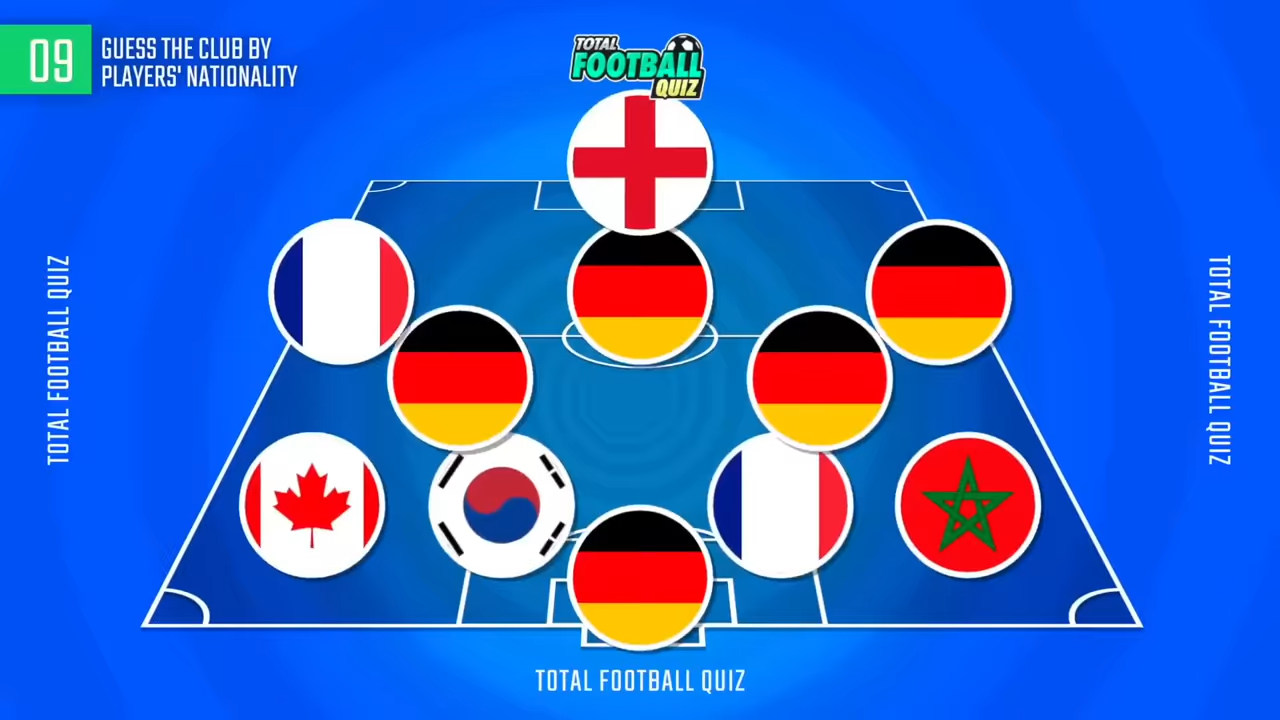 09
GUESS THE CLUB BY
PLAYERS' NATIONALITY
TOTAL
FOOTBALL
QUIZ
TOTAL FOOTBALL QUIZ
TOTAL FOOTBALL QUIZ
TOTAL FOOTBALL QUIZ